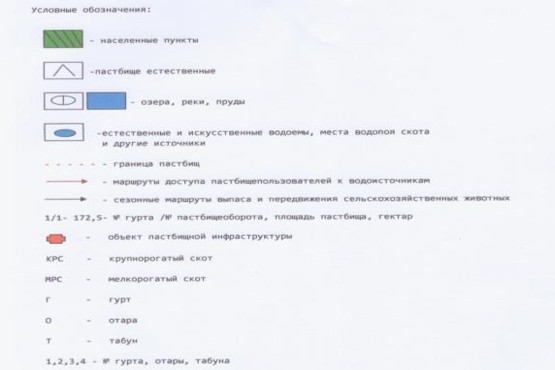 Условные обозначения:
- населенные пункты
-пастбище естественные
- озера, реки, пруды
-естественные и искусственные водоемы, места водопоя скота
и другие источники
- граница пастбищ
- маршруты доступа пастбищепользователей к водоисточникам
- сезонные маршруты выпаса и передвижения сельскохозяйственных животных
1/1- 172,5- № гурта /№ пастбищеоборота, площадь пастбища, гектар
- объект пастбищной инфраструктуры
КРС - крупнорогатый скот
МРС - мелкорогатый скот
Г - гурт
О - отара
Т - табун
1,2,3,4 - № гурта, отары, табуна